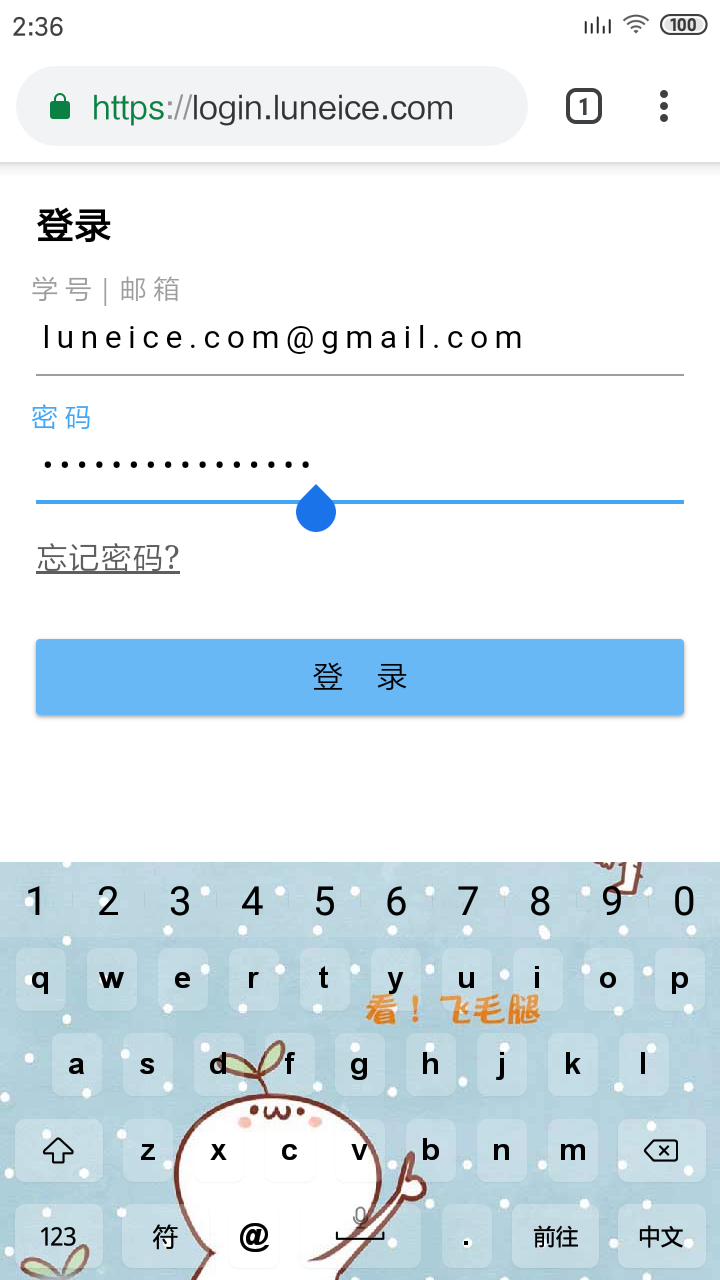 2:36 100
https://login.luneice.com 1
登录
学号 | 邮箱
luneice.com@gmail.com
密码
••••••••••••••••
忘记密码?
登 录
1 2 3 4 5 6 7 8 9 0
q w e r t y u i o p
看！飞毛腿
a s d f g h j k l
z x c v b n m
123 符 @ . 前往 中文